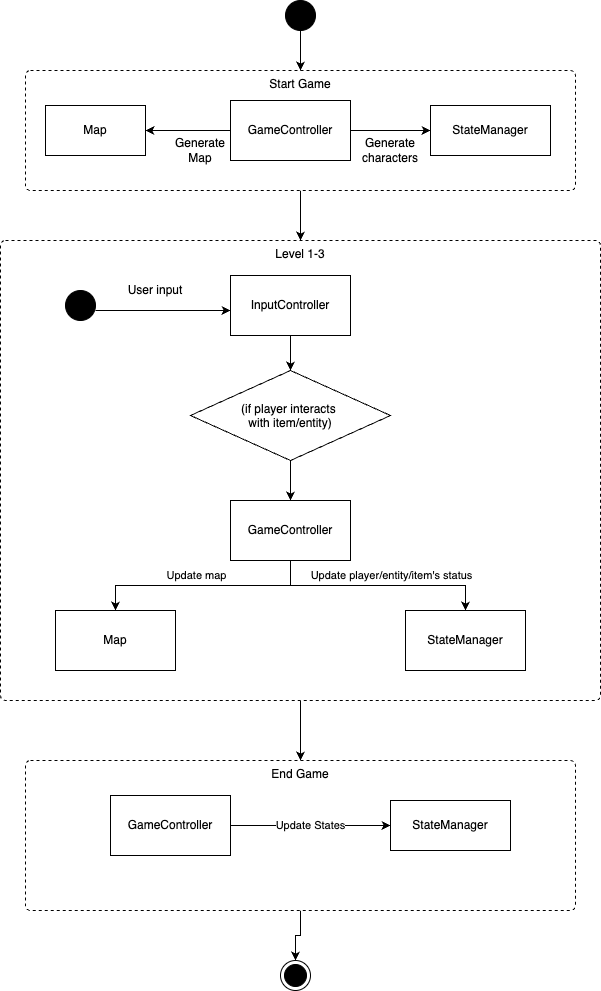 Start Game
Map
GameController
StateManager
Generate
Map
Generate
characters
Level 1-3
User input
InputController
(if player interacts
with item/entity)
GameController
Update map
Update player/entity/item's status
Map
StateManager
End Game
GameController
Update States
StateManager